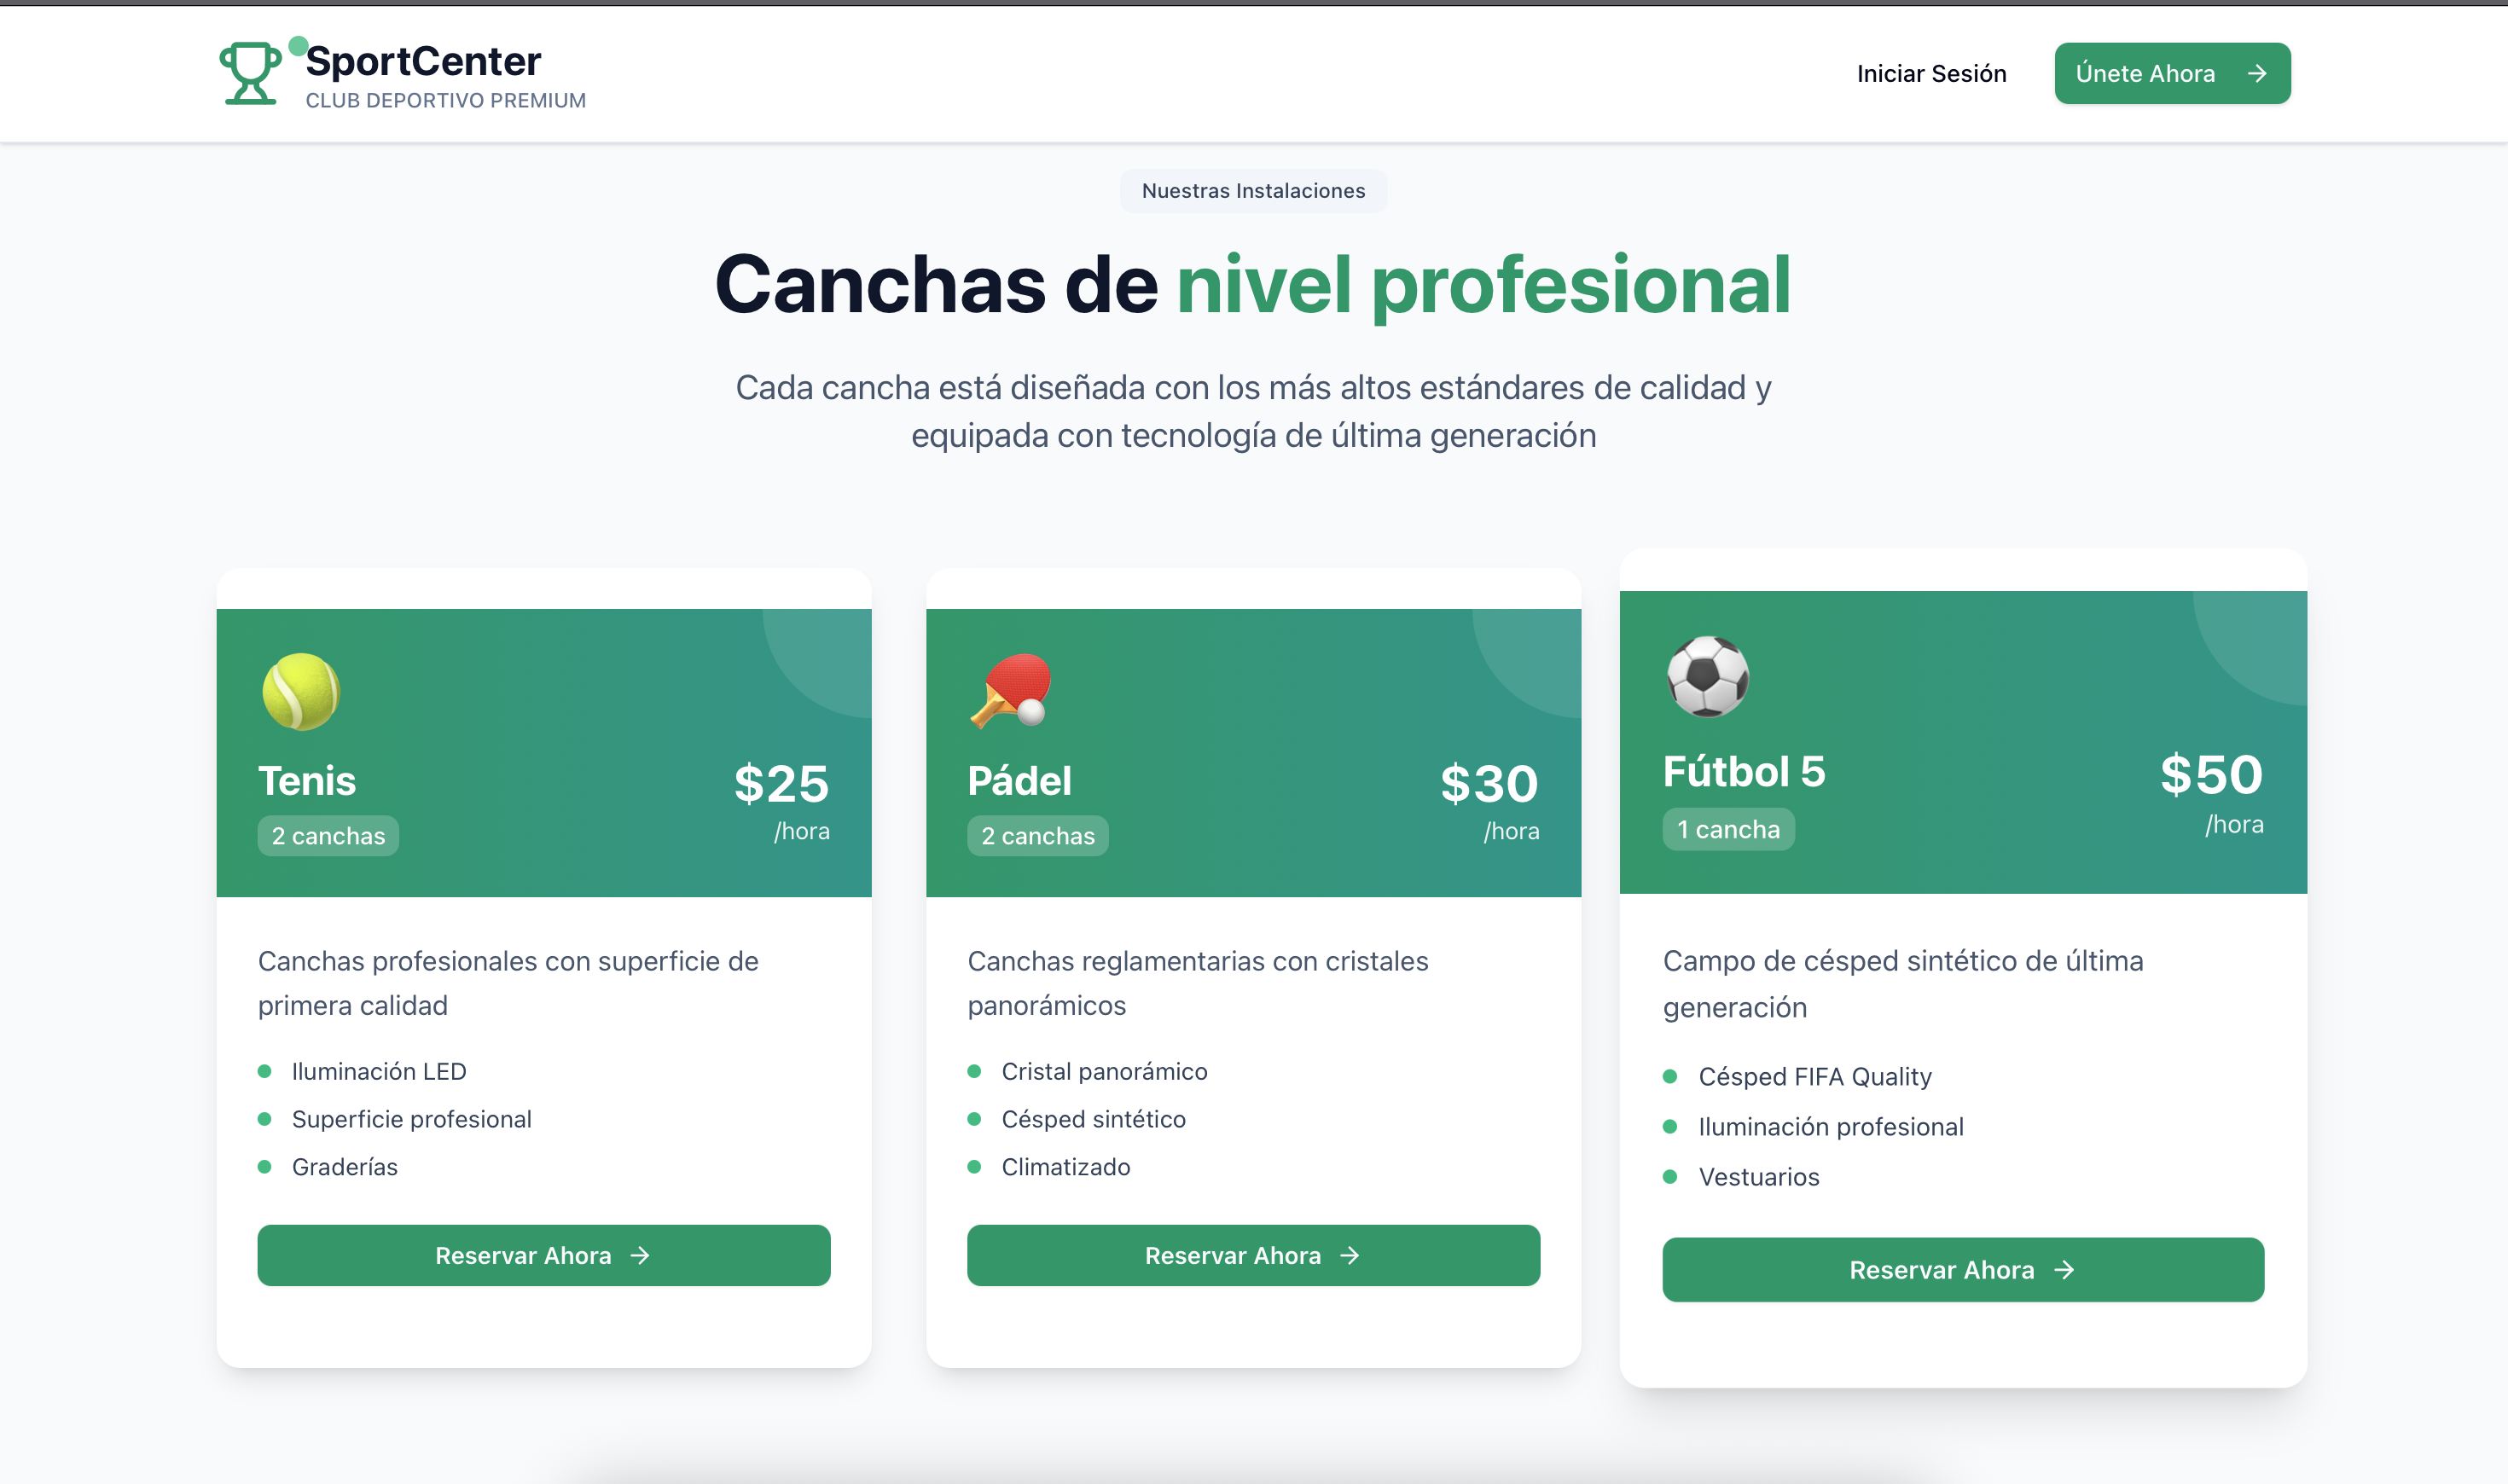 SportCenter
CLUB DEPORTIVO PREMIUM
Iniciar Sesión
Únete Ahora
Nuestras Instalaciones
Canchas de nivel profesional
Cada cancha está diseñada con los más altos estándares de calidad y
equipada con tecnología de última generación
Tenis
2 canchas
$25
/hora
Canchas profesionales con superficie de
primera calidad
Iluminación LED
Superficie profesional
Graderías
Reservar Ahora
Pádel
2 canchas
$30
/hora
Canchas reglamentarias con cristales
panorámicos
Cristal panorámico
Césped sintético
Climatizado
Reservar Ahora
Fútbol 5
1 cancha
$50
/hora
Campo de césped sintético de última
generación
Césped FIFA Quality
Iluminación profesional
Vestuarios
Reservar Ahora